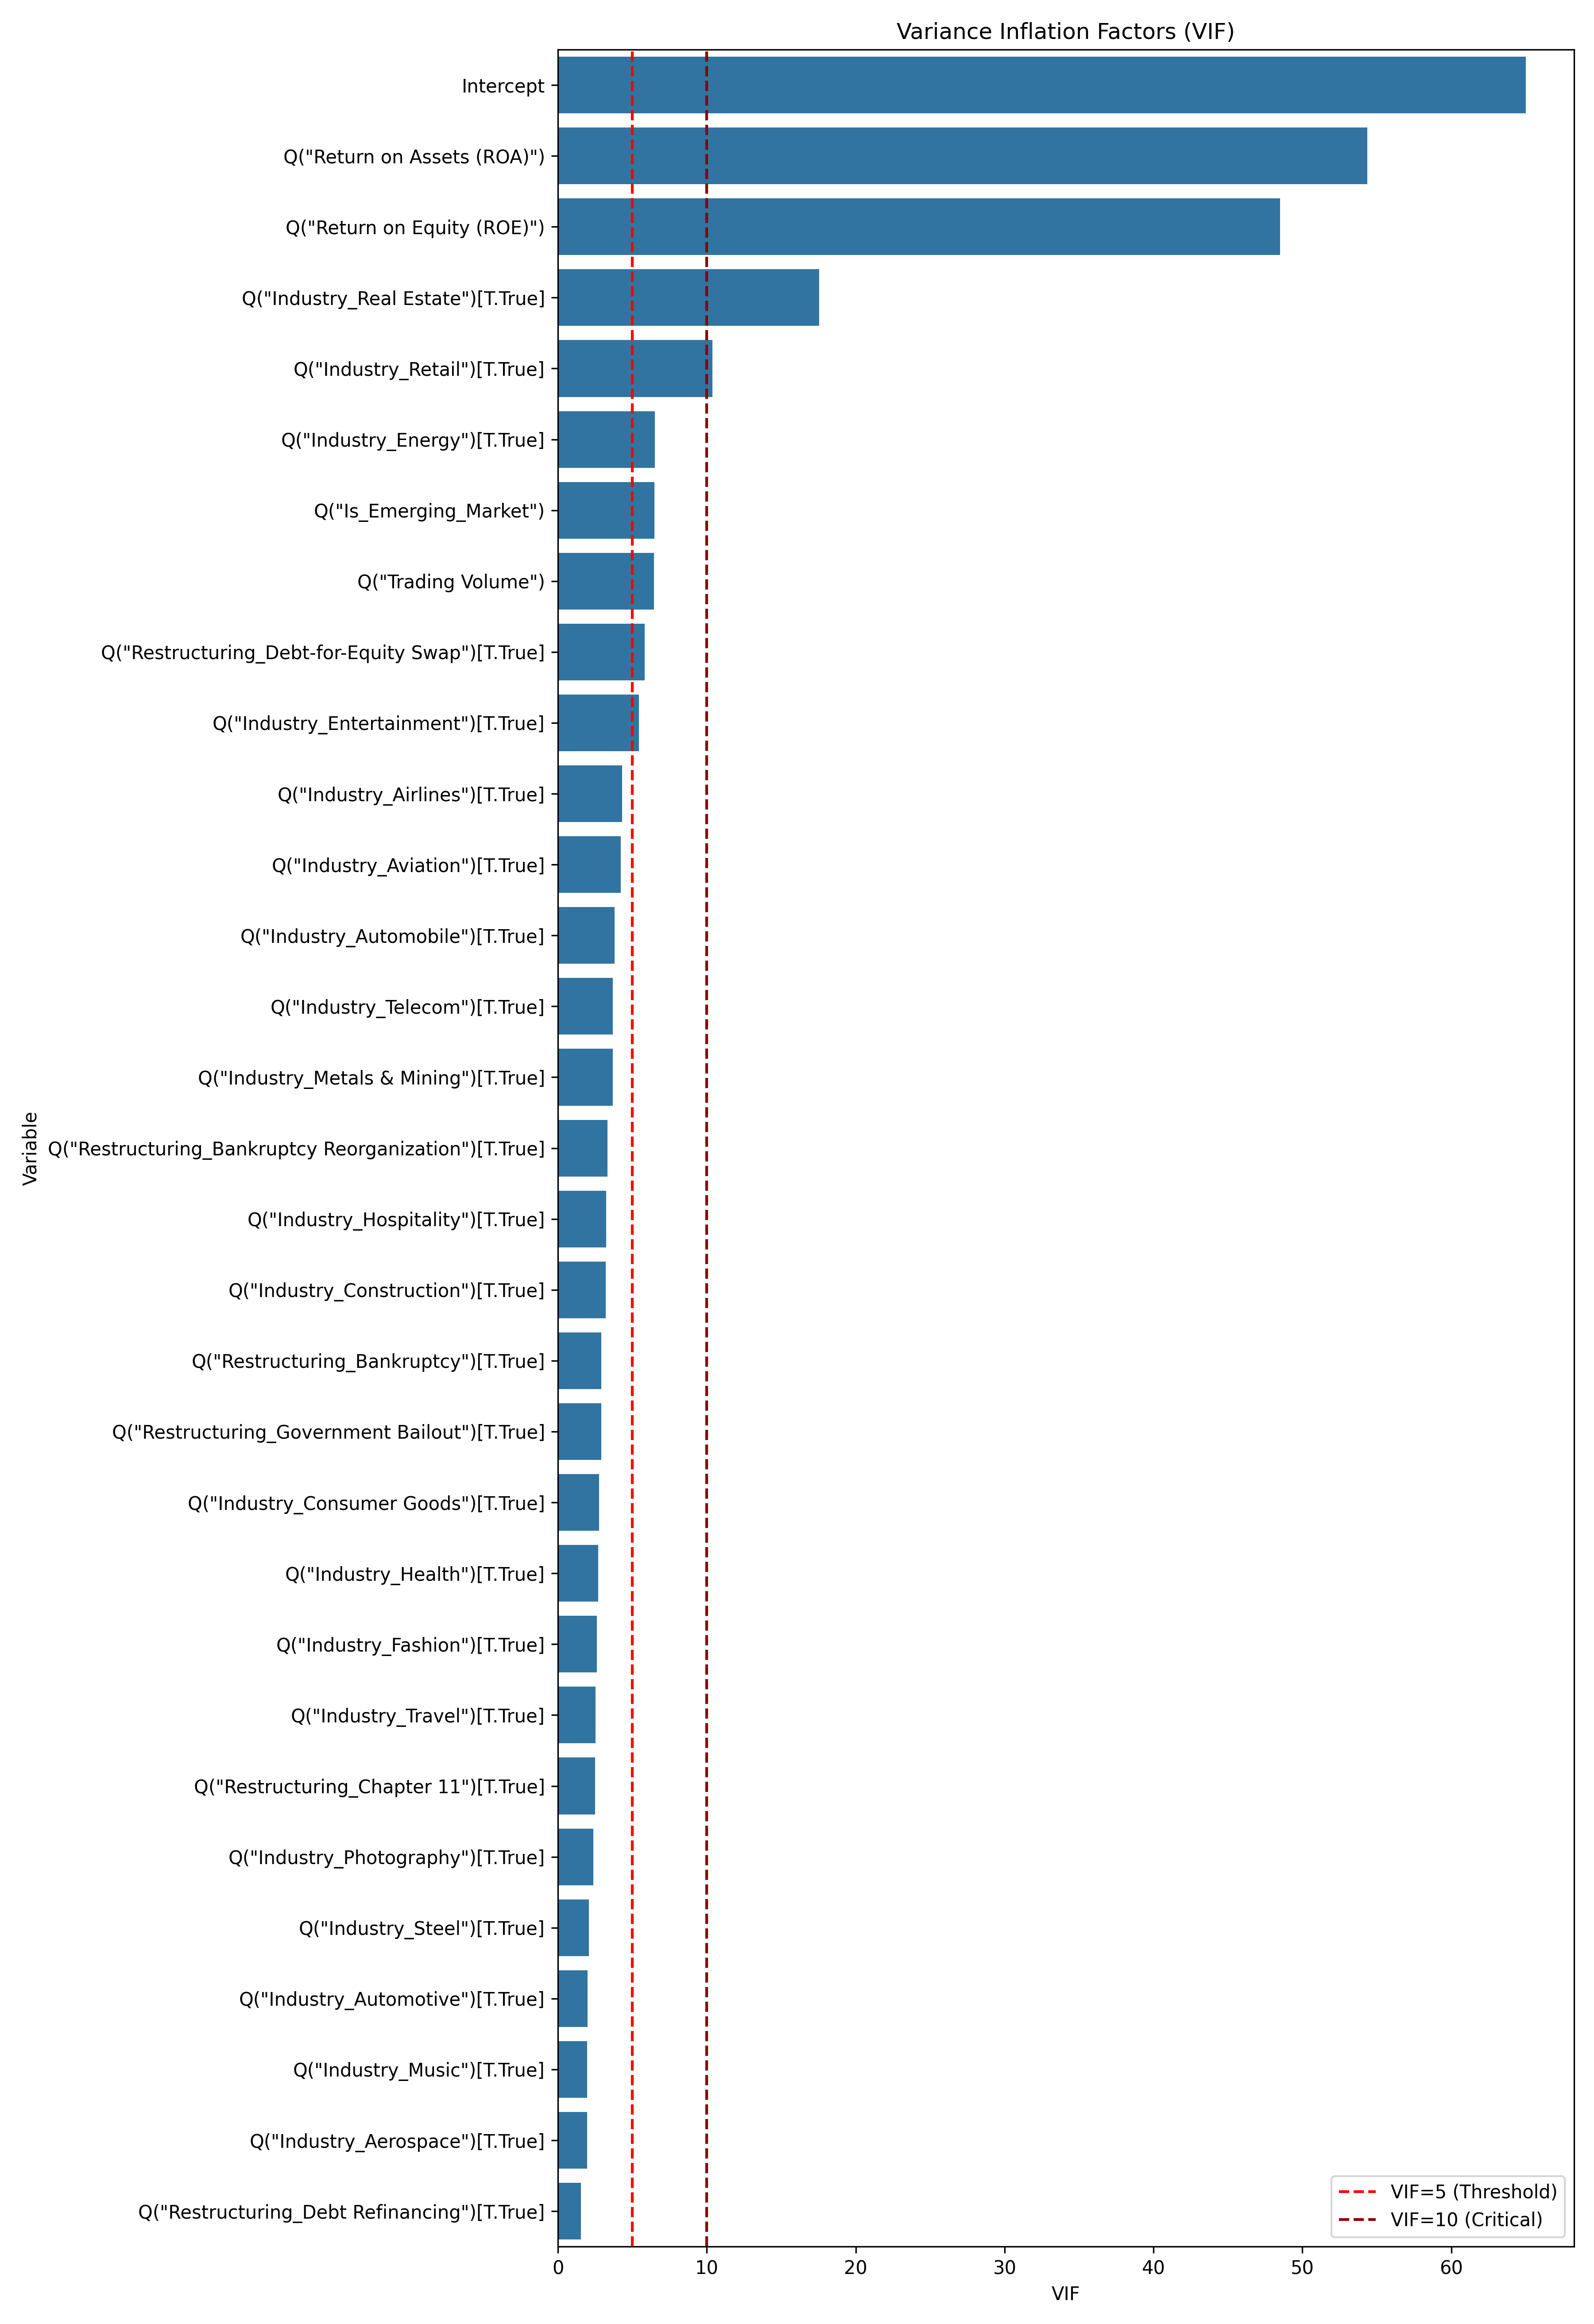 Variance Inflation Factors (VIF)
Intercept
Q("Return on Assets (ROA)")
Q("Return on Equity (ROE)")
Q("Industry_Real Estate")[T.True]
Q("Industry_Retail")[T.True]
Q("Industry_Energy")[T.True]
Q("Is_Emerging_Market")
Q("Trading Volume")
Q("Restructuring_Debt-for-Equity Swap")[T.True]
Q("Industry_Entertainment")[T.True]
Q("Industry_Airlines")[T.True]
Q("Industry_Aviation")[T.True]
Q("Industry_Automobile")[T.True]
Q("Industry_Telecom")[T.True]
Q("Industry_Metals & Mining")[T.True]
Variable
Q("Restructuring_Bankruptcy Reorganization")[T.True]
Q("Industry_Hospitality")[T.True]
Q("Industry_Construction")[T.True]
Q("Restructuring_Bankruptcy")[T.True]
Q("Restructuring_Government Bailout")[T.True]
Q("Industry_Consumer Goods")[T.True]
Q("Industry_Health")[T.True]
Q("Industry_Fashion")[T.True]
Q("Industry_Travel")[T.True]
Q("Restructuring_Chapter 11")[T.True]
Q("Industry_Photography")[T.True]
Q("Industry_Steel")[T.True]
Q("Industry_Automotive")[T.True]
Q("Industry_Music")[T.True]
Q("Industry_Aerospace")[T.True]
Q("Restructuring_Debt Refinancing")[T.True]
VIF=5 (Threshold)
VIF=10 (Critical)
0 10 20 30 40 50 60
VIF